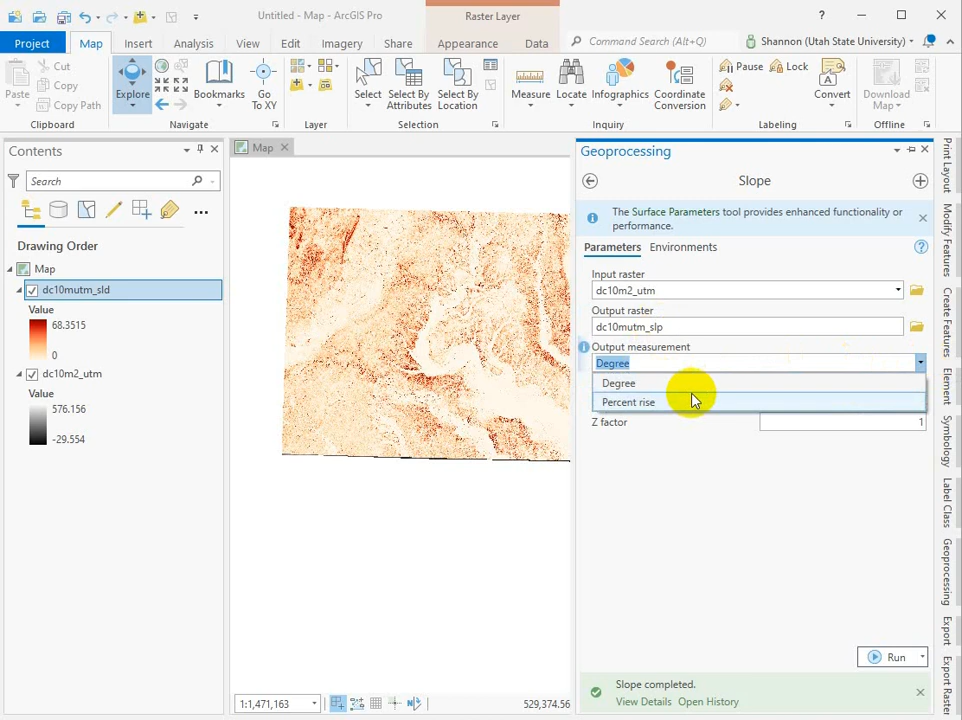 Untitled - Map - ArcGIS Pro
Raster Layer
?
Project
Map
Insert
Analysis
View
Edit
Imagery
Share
Appearance
Data
Command Search (Alt+Q)
Shannon (Utah State University)
Paste
Cut
Copy
Copy Path
Clipboard
Explore
Bookmarks
Go
To XY
Navigate
Layer
Select
Select By
Attributes
Select By
Location
Selection
Measure
Locate
Infographics
Coordinate
Conversion
Inquiry
Pause
Lock
Labeling
Convert
Download
Map
Offline
Contents
Search
Drawing Order
Map
dc10mutm_sld
Value
68.3515
0
dc10m2_utm
Value
576.156
-29.554
Map
1:1,471,163
529,374.56
Geoprocessing
Slope
The Surface Parameters tool provides enhanced functionality or
performance.
Parameters
Environments
?
Input raster
dc10m2_utm
Output raster
dc10mutm_slp
Output measurement
Degree
Degree
Percent rise
Z factor
1
Run
Slope completed.
View Details Open History
Print Layout
Modify Features
Create Features
Element
Symbology
Label Class
Geoprocessing
Export
Export Raster